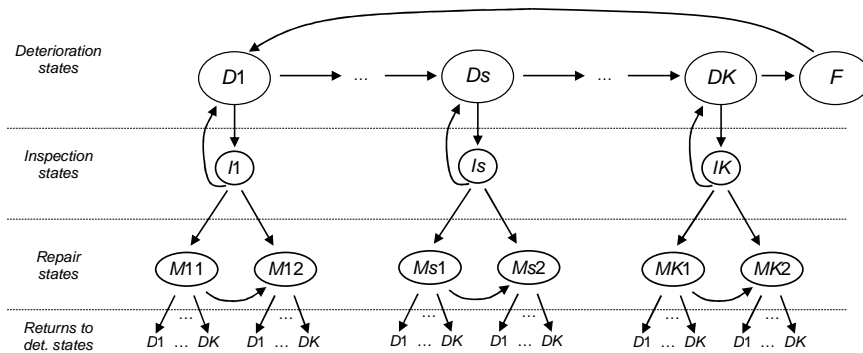 Deterioration
states
D1 ... Ds ... DK F
Inspection
states
I1 Is IK
Repair
states
M11 M12 Ms1 Ms2 MK1 MK2
... ... ... ... ... ...
Returns to
det. states
D1 ... DK D1 ... DK D1 ... DK D1 ... DK D1 ... DK D1 ... DK